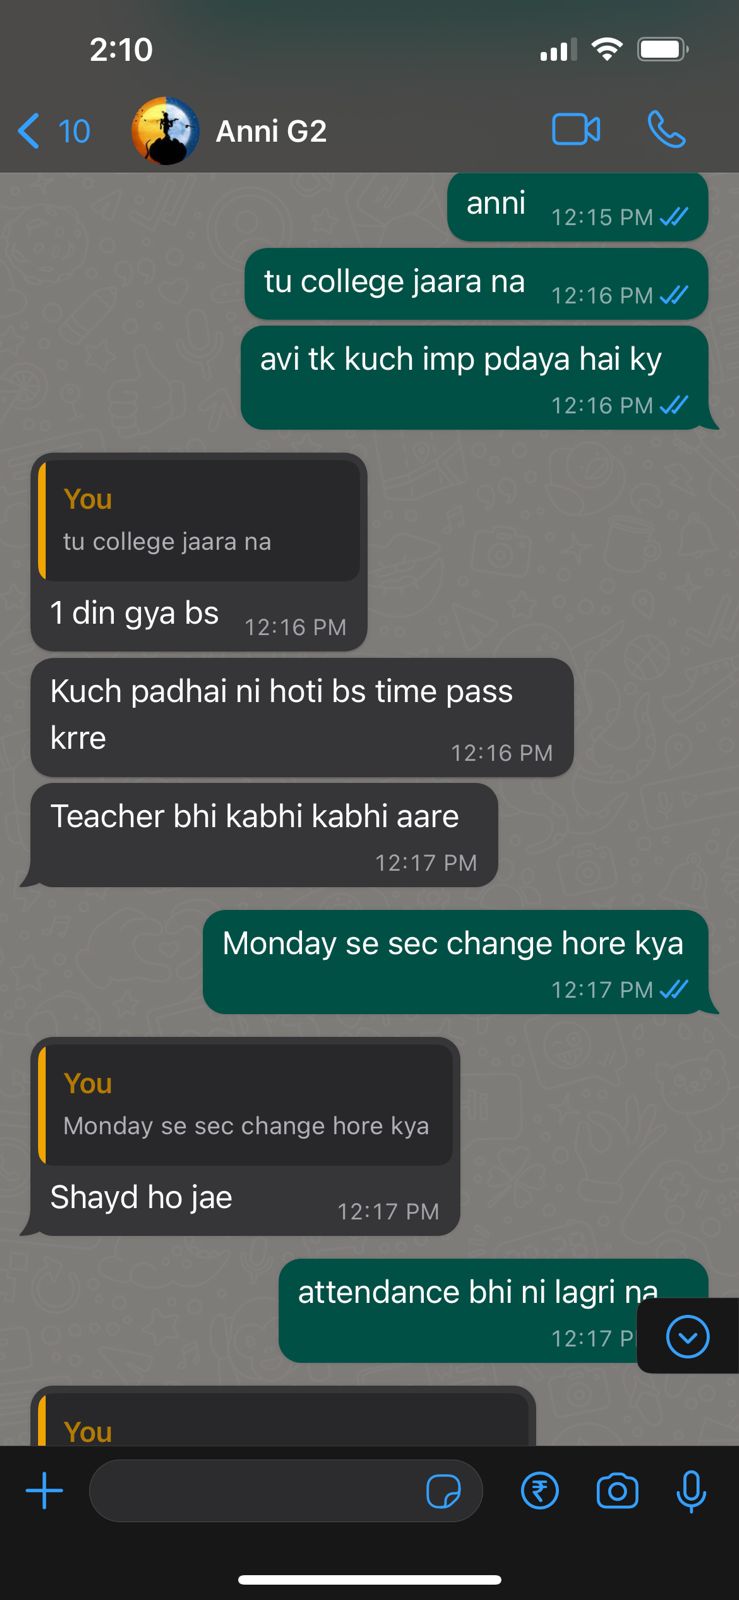 2:10
10
Anni G2
anni
12:15 PM
tu college jaara na
12:16 PM
avi tk kuch imp pdaya hai ky
12:16 PM
You
tu college jaara na
1 din gya bs
12:16 PM
Kuch padhai ni hoti bs time pass
krre
12:16 PM
Teacher bhi kabhi kabhi aare
12:17 PM
Monday se sec change hore kya
12:17 PM
You
Monday se sec change hore kya
Shayd ho jae
12:17 PM
attendance bhi ni lagri na
12:17 P
You
₹